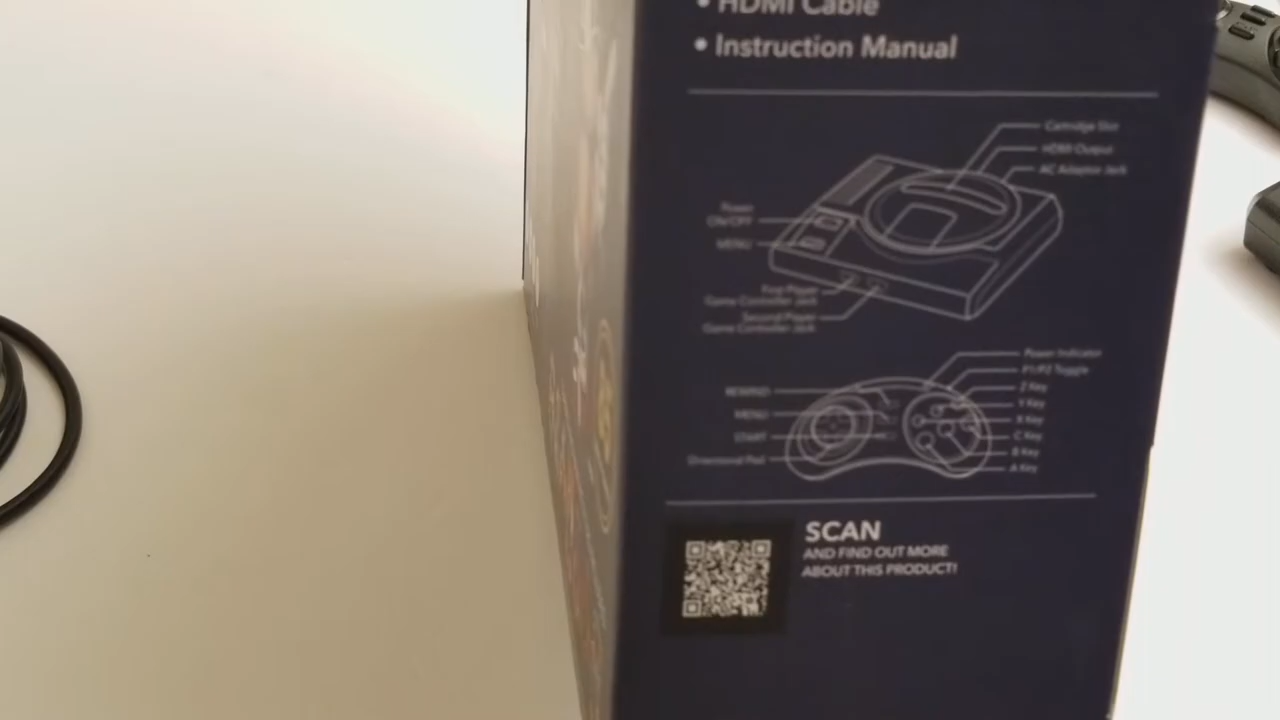 • HDMI Cable
• Instruction Manual
Cartridge Slot
HDMI Output
AC Adaptor Jack
Power
ON/OFF
MENU
First Player
Game Controller Jack
Second Player
Game Controller Jack
Power Indicator
P1/P2 Toggle
REWIND
Z Key
Y Key
MENU
X Key
START
C Key
B Key
Directional Pad
A Key
SCAN
AND FIND OUT MORE
ABOUT THIS PRODUCT!